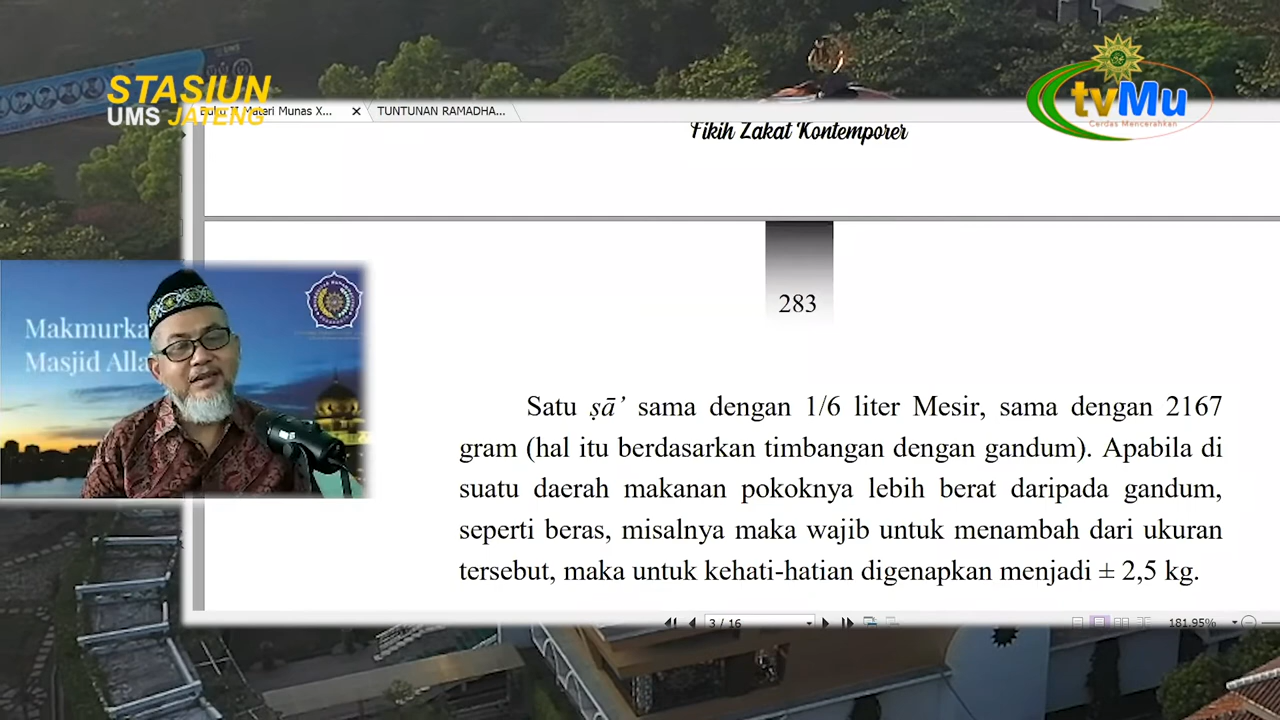 STASIUN
UMS JATENG
Materi Munas X...
TUNTUNAN RAMADHA...
tvMu
Cerdas Mencerahkan
Fikih Zakat Kontemporer
283
Makmurka
Masjid Alla
Satu ṣā’ sama dengan 1/6 liter Mesir, sama dengan 2167
gram (hal itu berdasarkan timbangan dengan gandum). Apabila di
suatu daerah makanan pokoknya lebih berat daripada gandum,
seperti beras, misalnya maka wajib untuk menambah dari ukuran
tersebut, maka untuk kehati-hatian digenapkan menjadi ± 2,5 kg.
3 / 16
181.95%